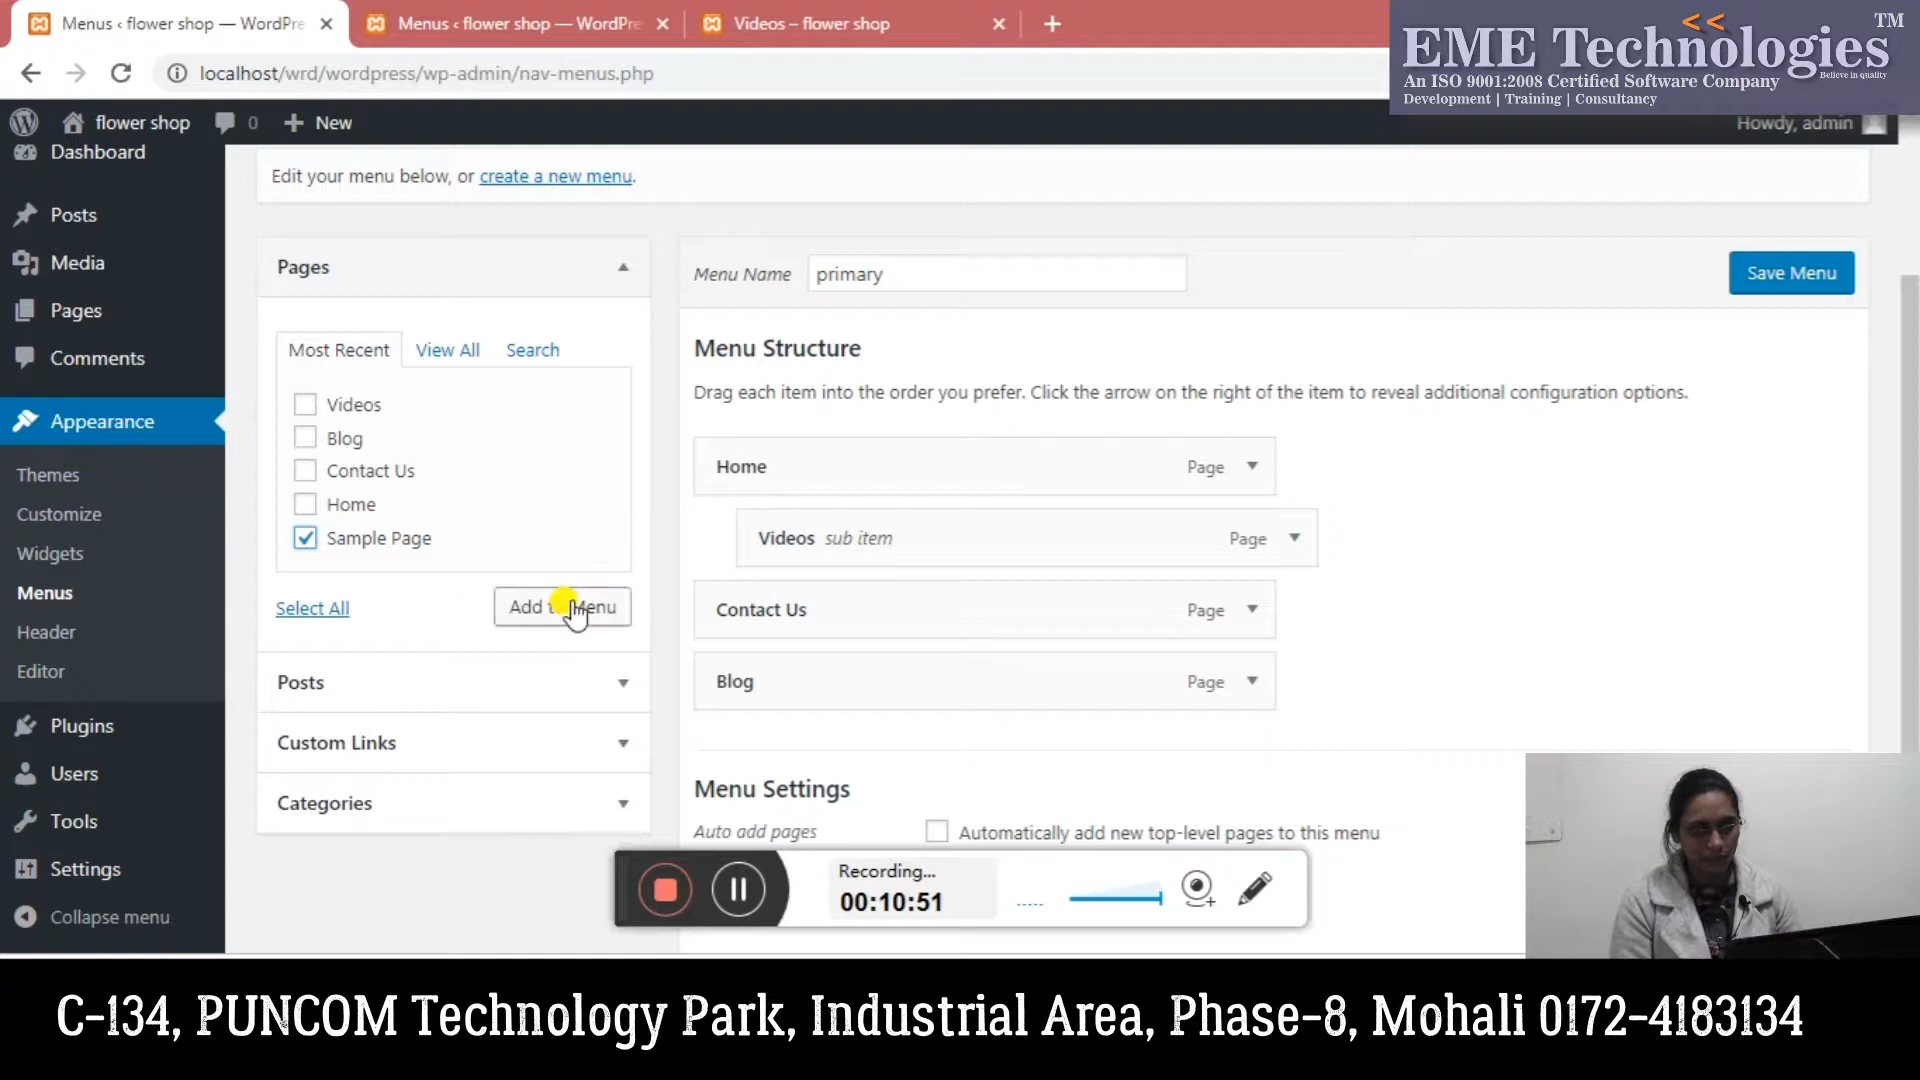 Menus ‹ flower shop — WordPre
Menus ‹ flower shop — WordPre
Videos – flower shop
<<
TM
EME Technologies
Believe in quality
An ISO 9001:2008 Certified Software Company
Development | Training | Consultancy
localhost/wrd/wordpress/wp-admin/nav-menus.php
flower shop
0
New
Howdy, admin
Dashboard
Posts
Media
Pages
Comments
Appearance
Themes
Customize
Widgets
Menus
Header
Editor
Plugins
Users
Tools
Settings
Collapse menu
Edit your menu below, or create a new menu.
Pages
Most Recent
View All
Search
Videos
Blog
Contact Us
Home
Sample Page
Select All
Add to Menu
Posts
Custom Links
Categories
Menu Name
primary
Save Menu
Menu Structure
Drag each item into the order you prefer. Click the arrow on the right of the item to reveal additional configuration options.
Home Page
Videos sub item Page
Contact Us Page
Blog Page
Menu Settings
Auto add pages
Automatically add new top-level pages to this menu
Recording...
00:10:51
C-134, PUNCOM Technology Park, Industrial Area, Phase-8, Mohali 0172-4183134